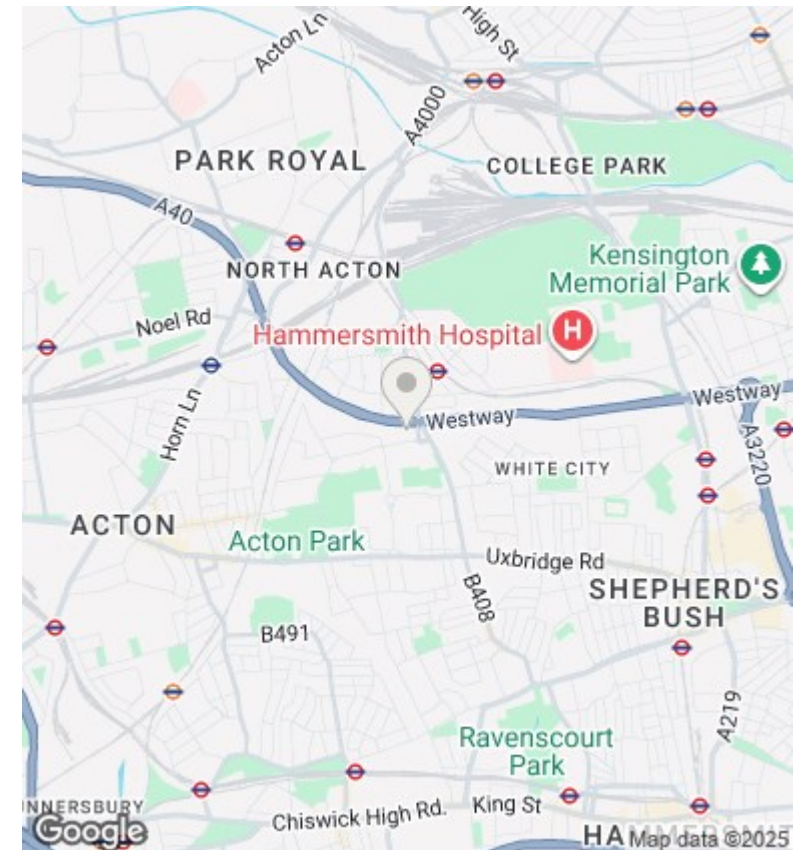 High St
Acton Ln
A4000
PARK ROYAL
COLLEGE PARK
A40
Kensington
Memorial Park
NORTH ACTON
Noel Rd
Hammersmith Hospital
H
Westway
Westway
Horn Ln
A3220
WHITE CITY
ACTON
Acton Park
Uxbridge Rd
SHEPHERD'S
BUSH
B408
B491
A219
Ravenscourt
Park
UNNERSBURY
Chiswick High Rd.
King St
HAMMERSMIT
Google
Map data ©2025